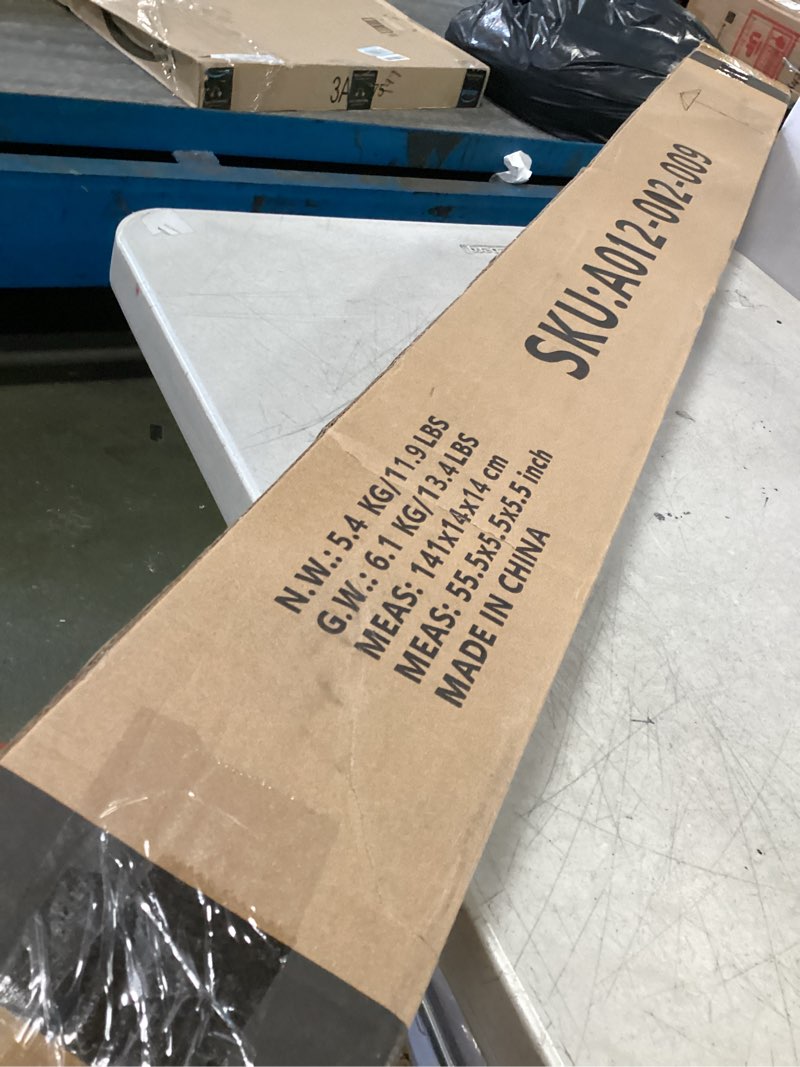 SKU:A012-002-009
N.W.: 5.4 KG/11.9 LBS
G.W.: 6.1 KG/13.4 LBS
MEAS: 141x14x14 cm
MEAS: 55.5x5.5x5.5 inch
MADE IN CHINA